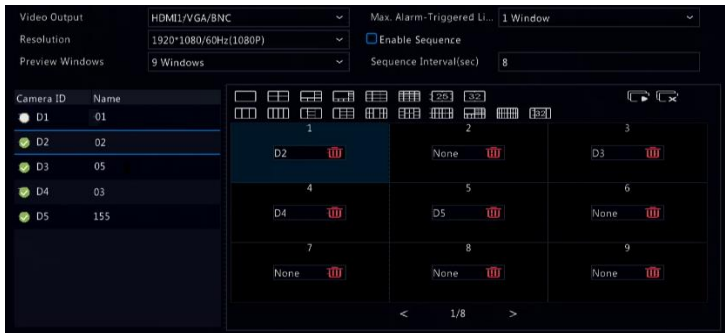 Video Output HDMI1/VGA/BNC Max. Alarm-Triggered Li... 1 Window
Resolution 1920*1080/60Hz(1080P) Enable Sequence
Preview Windows 9 Windows Sequence Interval(sec) 8
Camera ID Name
D1 01
D2 02
D3 05
D4 03
D5 155
25 32
32
1 2 3
D2 None D3
4 5 6
D4 D5 None
7 8 9
None None None
< 1/8 >